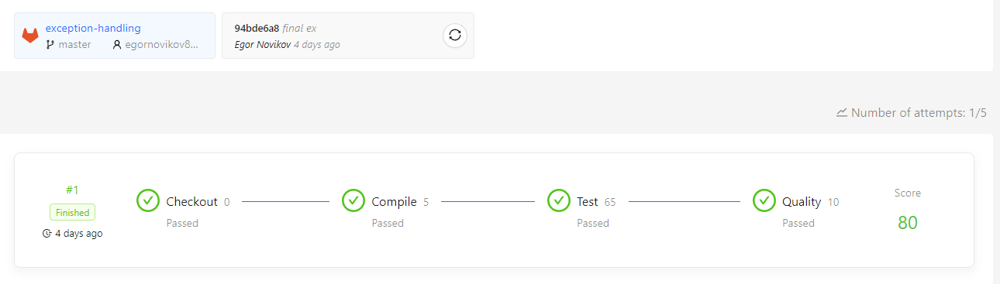 exception-handling
master egornovikov8...
94bde6a8 final ex
Egor Novikov 4 days ago
Number of attempts: 1/5
#1
Finished
4 days ago
Checkout 0
Passed
Compile 5
Passed
Test 65
Passed
Quality 10
Passed
Score
80